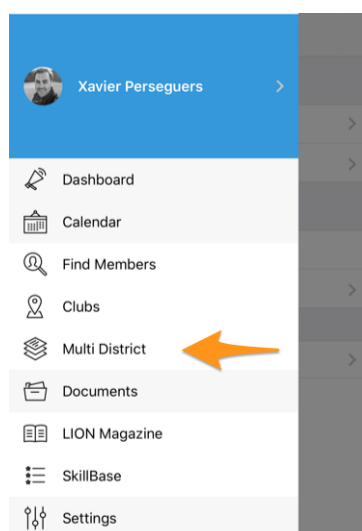 Xavier Perseguers
Dashboard
Calendar
Find Members
Clubs
Multi District
Documents
LION Magazine
SkillBase
Settings